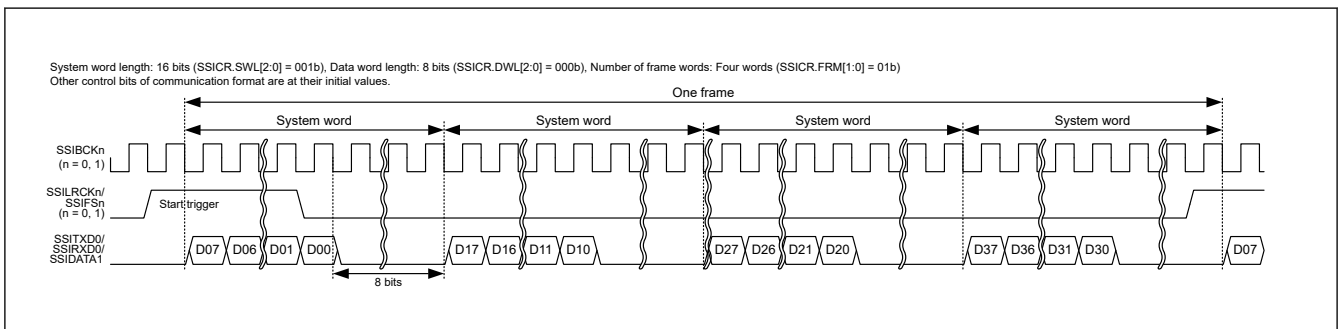 System word length: 16 bits (SSICR.SWL[2:0] = 001b), Data word length: 8 bits (SSICR.DWL[2:0] = 000b), Number of frame words: Four words (SSICR.FRM[1:0] = 01b)
Other control bits of communication format are at their initial values.
One frame
System word System word System word System word
SSIBCKn
(n = 0, 1)
SSILRCKn/
SSIFSn
(n = 0, 1)
Start trigger
SSITXD0/
SSIRXD0/
SSIDATA1
D07 D06 D01 D00 D17 D16 D11 D10 D27 D26 D21 D20 D37 D36 D31 D30 D07
8 bits